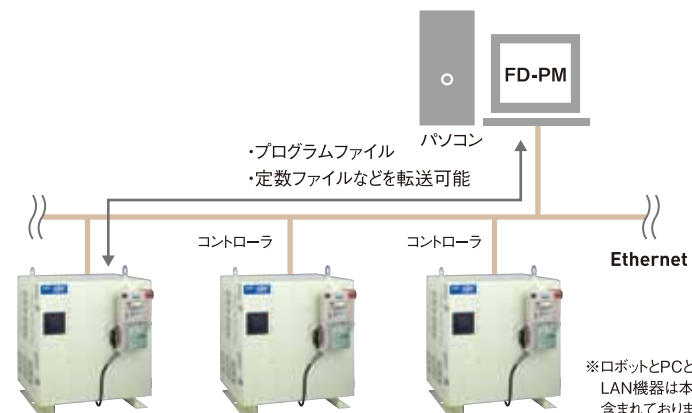 FD-PM
パソコン
・プログラムファイル
・定数ファイルなどを転送可能
コントローラ
コントローラ
Ethernet
※ロボットとPCと
LAN機器は本
含まれておりま